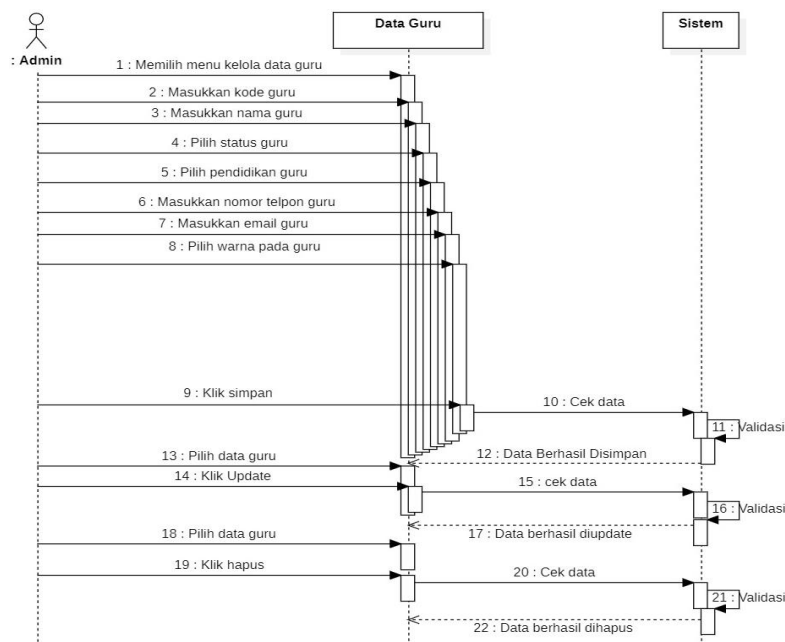 Data Guru
Sistem
: Admin
1 : Memilih menu kelola data guru
2 : Masukkan kode guru
3 : Masukkan nama guru
4 : Pilih status guru
5 : Pilih pendidikan guru
6 : Masukkan nomor telpon guru
7 : Masukkan email guru
8 : Pilih warna pada guru
9 : Klik simpan
10 : Cek data
11 : Validasi
12 : Data Berhasil Disimpan
13 : Pilih data guru
14 : Klik Update
15 : cek data
16 : Validasi
17 : Data berhasil diupdate
18 : Pilih data guru
19 : Klik hapus
20 : Cek data
21 : Validasi
22 : Data berhasil dihapus